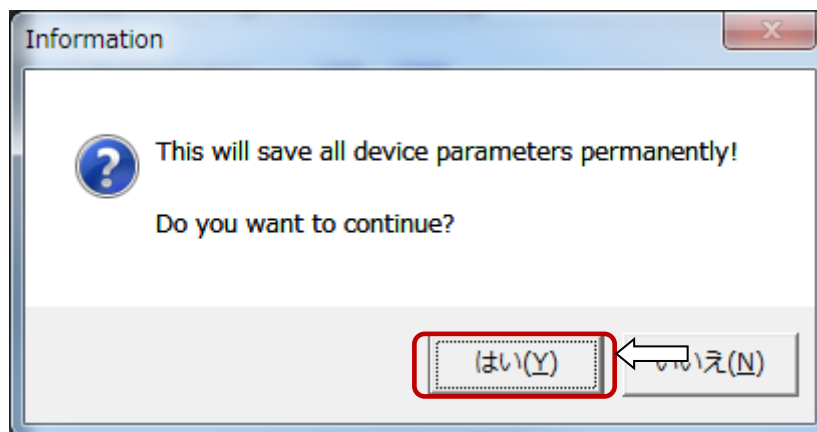 Information
This will save all device parameters permanently!
Do you want to continue?
はい(Y)
いいえ(N)